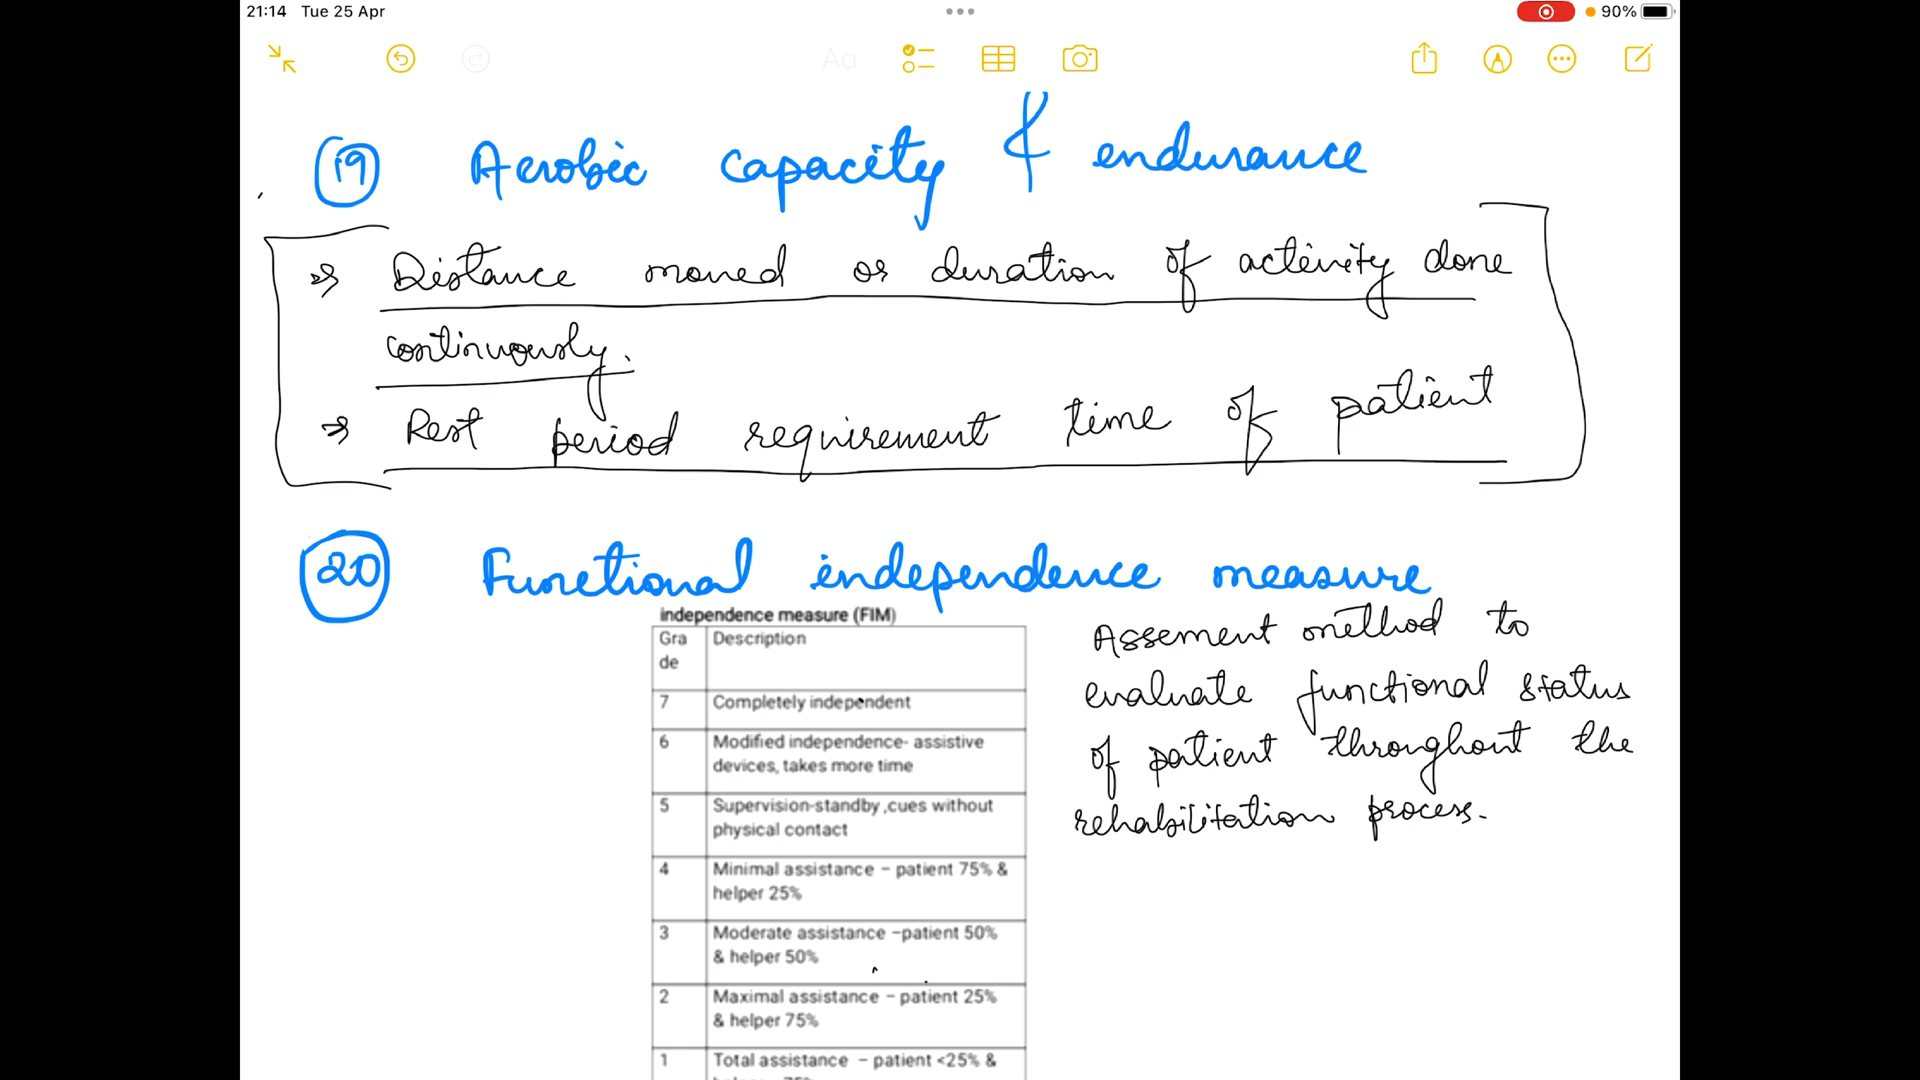 21:14 Tue 25 Apr
90%
Aa
19 Aerobic capacity & endurance
⇒ Distance moved or duration of activity done
continuously.
⇒ Rest period requirement time of patient
20 Functional independence measure
independence measure (FIM)
Gra
de
Description
7 Completely independent
6 Modified independence- assistive
devices, takes more time
5 Supervision-standby ,cues without
physical contact
4 Minimal assistance – patient 75% &
helper 25%
3 Moderate assistance –patient 50%
& helper 50%
2 Maximal assistance – patient 25%
& helper 75%
1 Total assistance – patient <25% &
Assement method to
evaluate functional status
of patient throughout the
rehabilitation process.